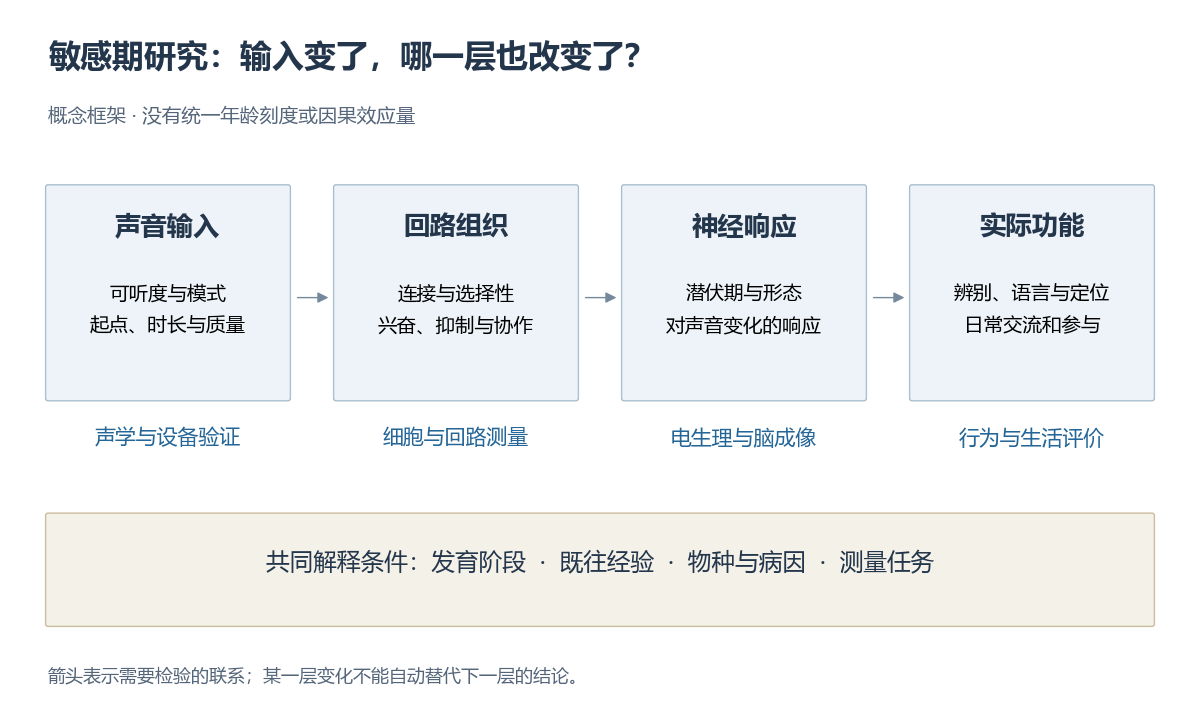 敏感期研究：输入变了，哪一层也改变了？
概念框架 · 没有统一年龄刻度或因果效应量
声音输入
可听度与模式
起点、时长与质量
声学与设备验证
回路组织
连接与选择性
兴奋、抑制与协作
细胞与回路测量
神经响应
潜伏期与形态
对声音变化的响应
电生理与脑成像
实际功能
辨别、语言与定位
日常交流和参与
行为与生活评价
共同解释条件：发育阶段 · 既往经验 · 物种与病因 · 测量任务
箭头表示需要检验的联系；某一层变化不能自动替代下一层的结论。